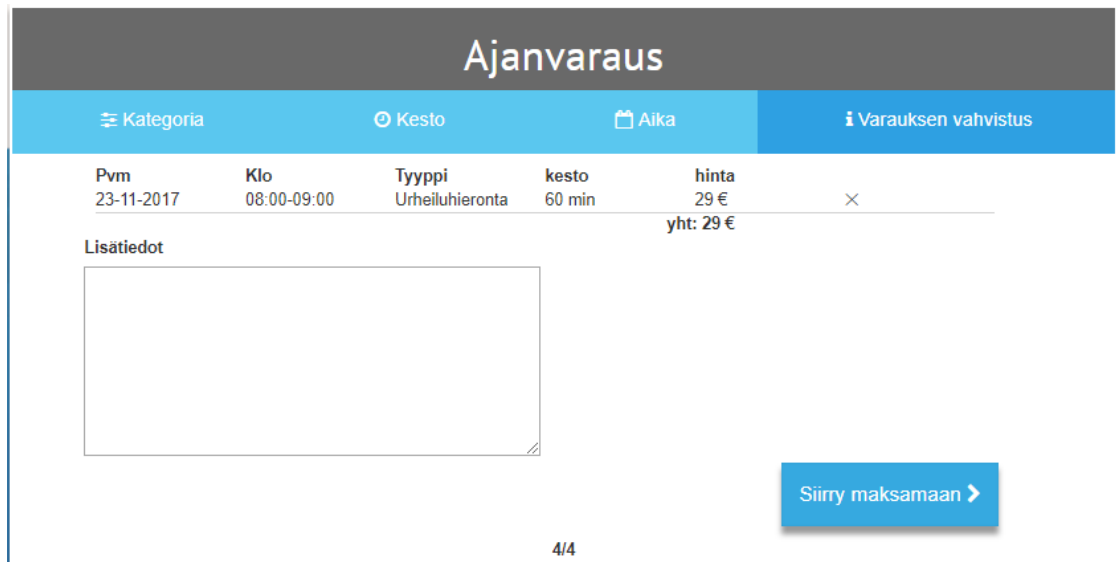 Ajanvaraus
Kategoria Kesto Aika Varauksen vahvistus
Pvm Klo Tyyppi kesto hinta
23-11-2017 08:00-09:00 Urheiluhieronta 60 min 29 €
yht: 29 €
Lisätiedot
Siirry maksamaan
4/4